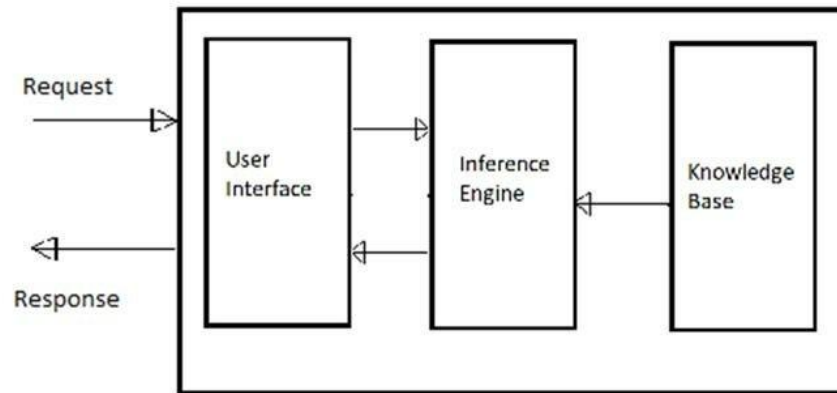 Request
User
Interface
Inference
Engine
Knowledge
Base
Response